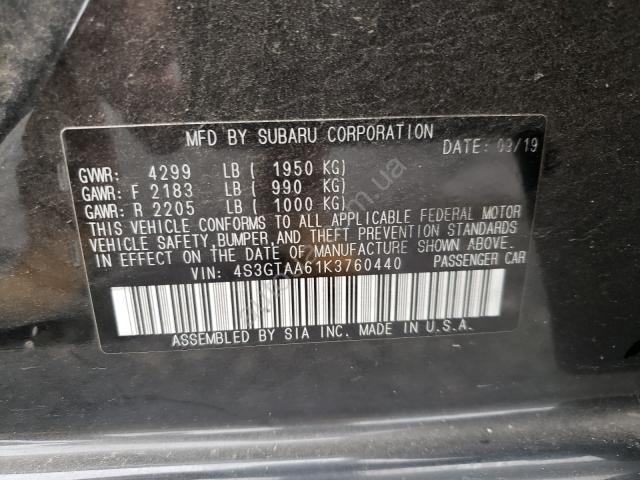 MFD BY SUBARU CORPORATION
DATE: 03/19
GVWR: 4299 LB ( 1950 KG)
GAWR: F 2183 LB ( 990 KG)
GAWR: R 2205 LB ( 1000 KG)
THIS VEHICLE CONFORMS TO ALL APPLICABLE FEDERAL MOTOR
VEHICLE SAFETY, BUMPER, AND THEFT PREVENTION STANDARDS
IN EFFECT ON THE DATE OF MANUFACTURE SHOWN ABOVE.
VIN: 4S3GTAA61K3760440 PASSENGER CAR
ASSEMBLED BY SIA INC. MADE IN U.S.A.